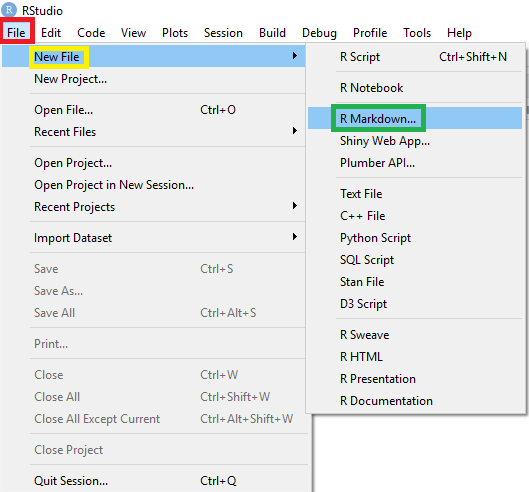 R RStudio
File Edit Code View Plots Session Build Debug Profile Tools Help
New File
New Project...
Open File... Ctrl+O
Recent Files
Open Project...
Open Project in New Session...
Recent Projects
Import Dataset
Save Ctrl+S
Save As...
Save All Ctrl+Alt+S
Print...
Close Ctrl+W
Close All Ctrl+Shift+W
Close All Except Current Ctrl+Alt+Shift+W
Close Project
Quit Session... Ctrl+Q
R Script Ctrl+Shift+N
R Notebook
R Markdown...
Shiny Web App...
Plumber API...
Text File
C++ File
Python Script
SQL Script
Stan File
D3 Script
R Sweave
R HTML
R Presentation
R Documentation